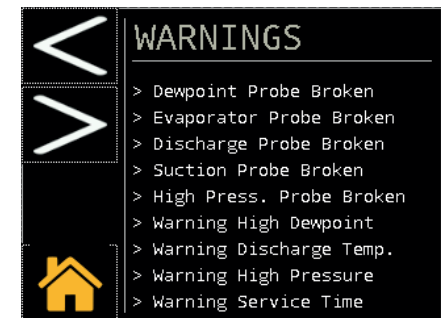 WARNINGS
> Dewpoint Probe Broken
> Evaporator Probe Broken
> Discharge Probe Broken
> Suction Probe Broken
> High Press. Probe Broken
> Warning High Dewpoint
> Warning Discharge Temp.
> Warning High Pressure
> Warning Service Time